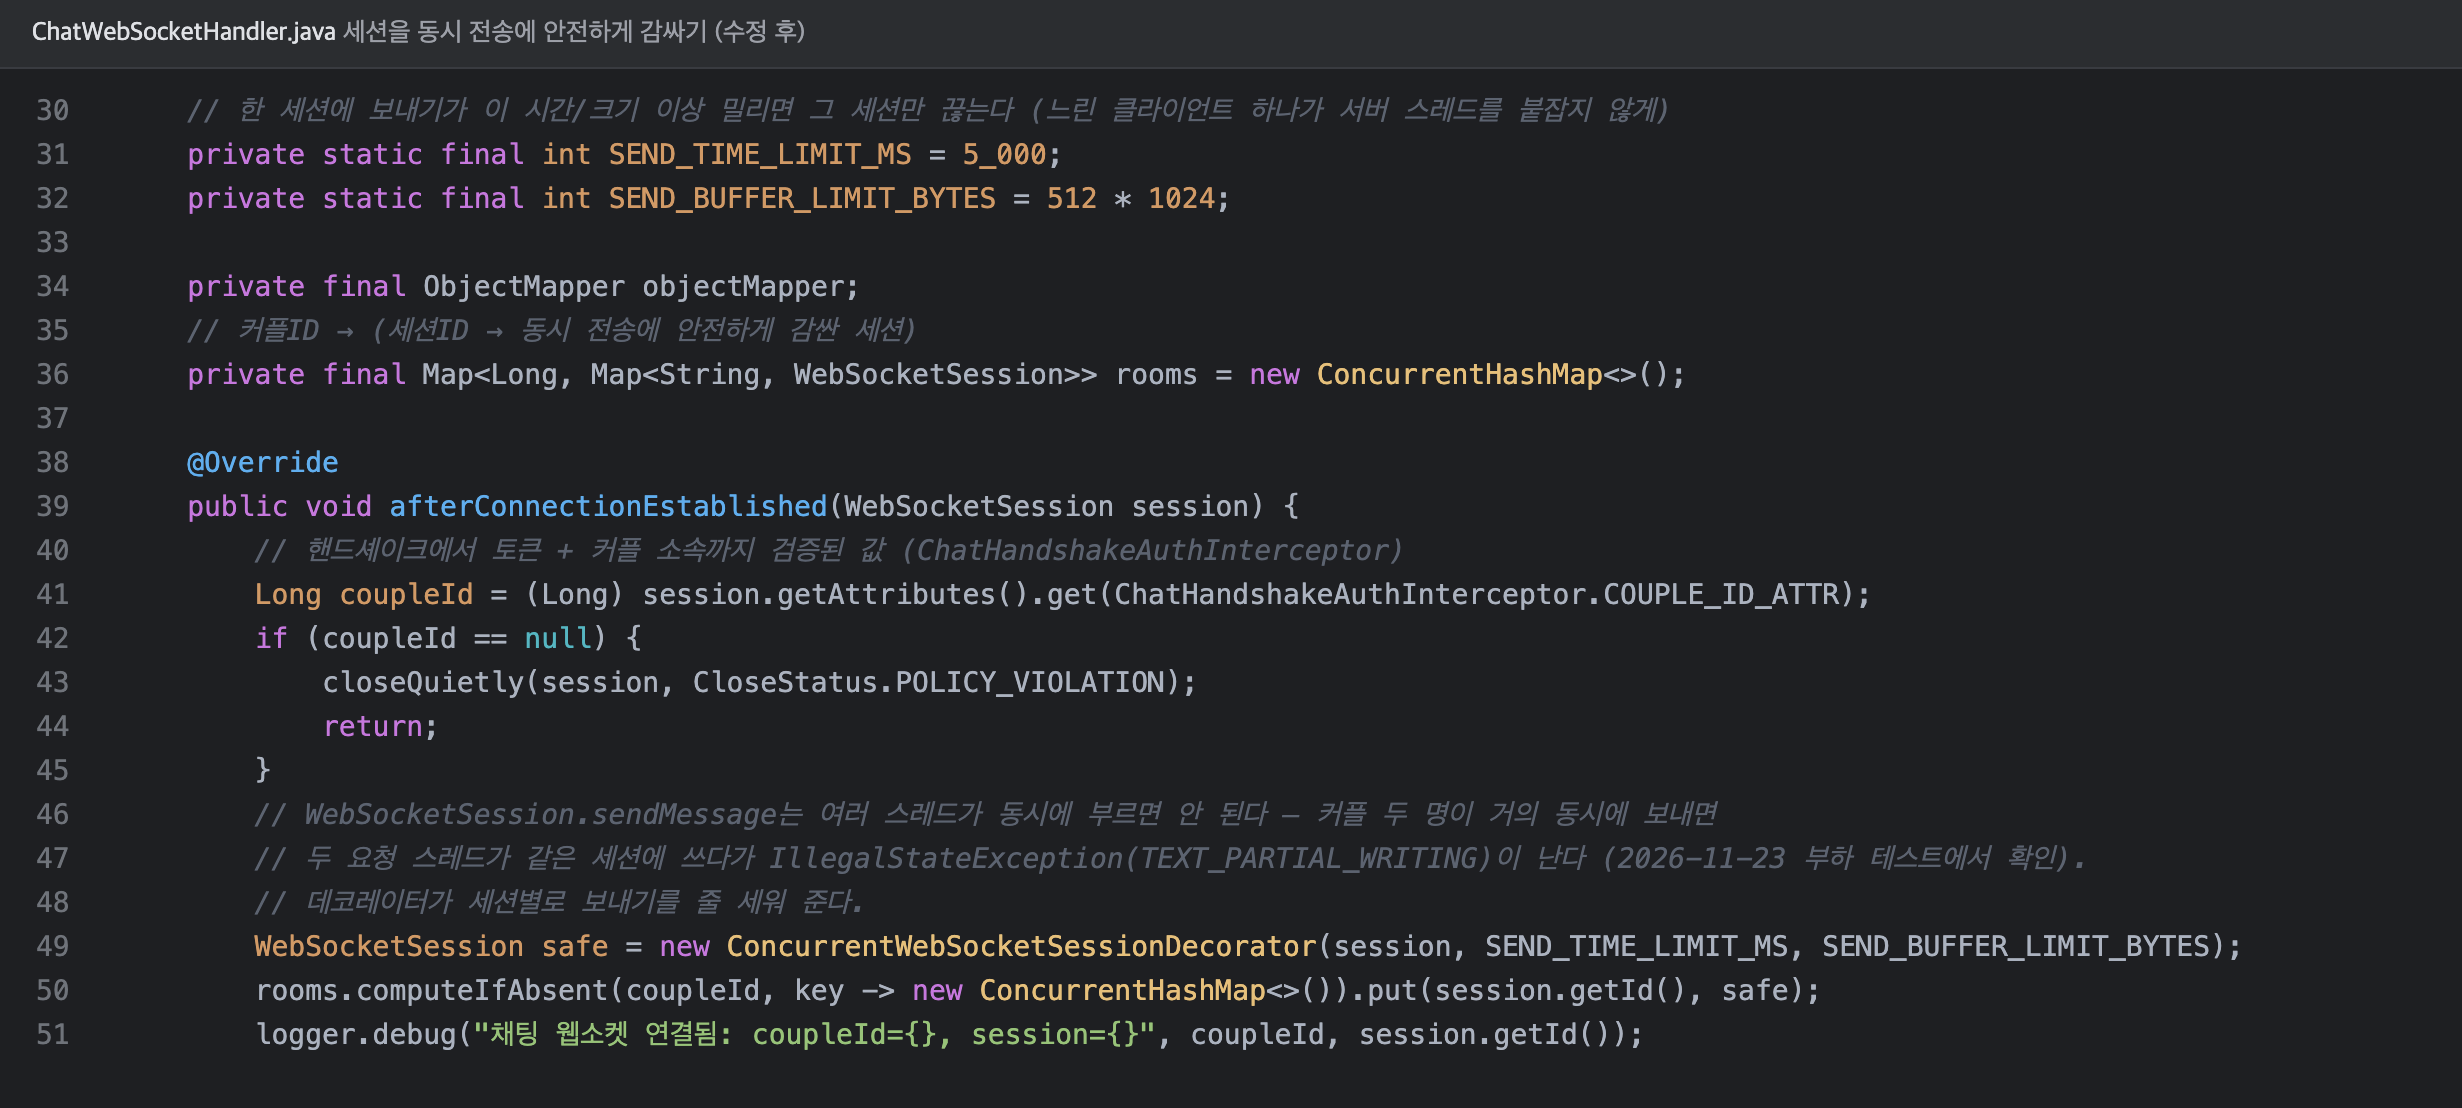 ChatWebSocketHandler.java 세션을 동시 전송에 안전하게 감싸기 (수정 후)
30 // 한 세션에 보내기가 이 시간/크기 이상 밀리면 그 세션만 끊는다 (느린 클라이언트 하나가 서버 스레드를 붙잡지 않게)
31 private static final int SEND_TIME_LIMIT_MS = 5_000;
32 private static final int SEND_BUFFER_LIMIT_BYTES = 512 * 1024;
33
34 private final ObjectMapper objectMapper;
35 // 커플ID → (세션ID → 동시 전송에 안전하게 감싼 세션)
36 private final Map<Long, Map<String, WebSocketSession>> rooms = new ConcurrentHashMap<>();
37
38 @Override
39 public void afterConnectionEstablished(WebSocketSession session) {
40 // 핸드셰이크에서 토큰 + 커플 소속까지 검증된 값 (ChatHandshakeAuthInterceptor)
41 Long coupleId = (Long) session.getAttributes().get(ChatHandshakeAuthInterceptor.COUPLE_ID_ATTR);
42 if (coupleId == null) {
43 closeQuietly(session, CloseStatus.POLICY_VIOLATION);
44 return;
45 }
46 // WebSocketSession.sendMessage는 여러 스레드가 동시에 부르면 안 된다 — 커플 두 명이 거의 동시에 보내면
47 // 두 요청 스레드가 같은 세션에 쓰다가 IllegalStateException(TEXT_PARTIAL_WRITING)이 난다 (2026-11-23 부하 테스트에서 확인).
48 // 데코레이터가 세션별로 보내기를 줄 세워 준다.
49 WebSocketSession safe = new ConcurrentWebSocketSessionDecorator(session, SEND_TIME_LIMIT_MS, SEND_BUFFER_LIMIT_BYTES);
50 rooms.computeIfAbsent(coupleId, key -> new ConcurrentHashMap<>()).put(session.getId(), safe);
51 logger.debug("채팅 웹소켓 연결됨: coupleId={}, session={}", coupleId, session.getId());